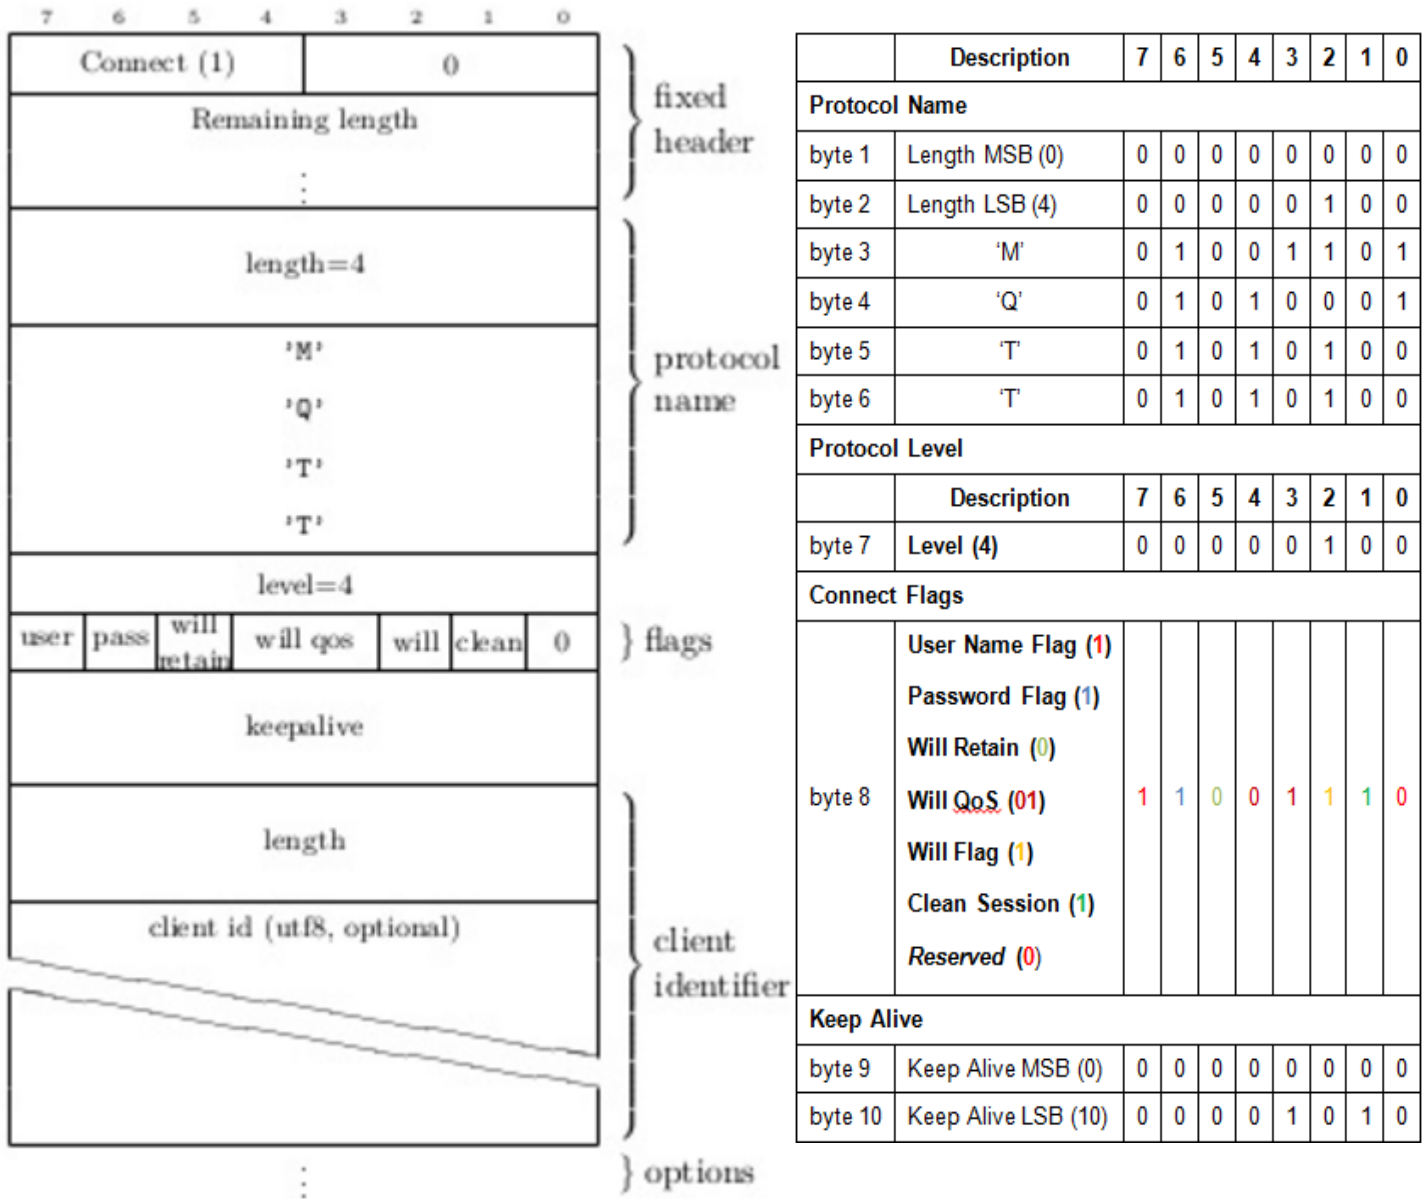 7 6 5 4 3 2 1 0
Connect (1) 0
Remaining length
⋮
fixed
header
length=4
'M'
'Q'
'T'
'T'
protocol
name
level=4
user pass will retain will qos will clean 0
flags
keepalive
length
client id (utf8, optional)
client
identifier
⋮
options
Description 7 6 5 4 3 2 1 0
Protocol Name
byte 1 Length MSB (0) 0 0 0 0 0 0 0 0
byte 2 Length LSB (4) 0 0 0 0 0 1 0 0
byte 3 ‘M’ 0 1 0 0 1 1 0 1
byte 4 ‘Q’ 0 1 0 1 0 0 0 1
byte 5 ‘T’ 0 1 0 1 0 1 0 0
byte 6 ‘T’ 0 1 0 1 0 1 0 0
Protocol Level
Description 7 6 5 4 3 2 1 0
byte 7 Level (4) 0 0 0 0 0 1 0 0
Connect Flags
User Name Flag (1)
Password Flag (1)
Will Retain (0)
byte 8 Will QoS (01) 1 1 0 0 1 1 1 0
Will Flag (1)
Clean Session (1)
Reserved (0)
Keep Alive
byte 9 Keep Alive MSB (0) 0 0 0 0 0 0 0 0
byte 10 Keep Alive LSB (10) 0 0 0 0 1 0 1 0